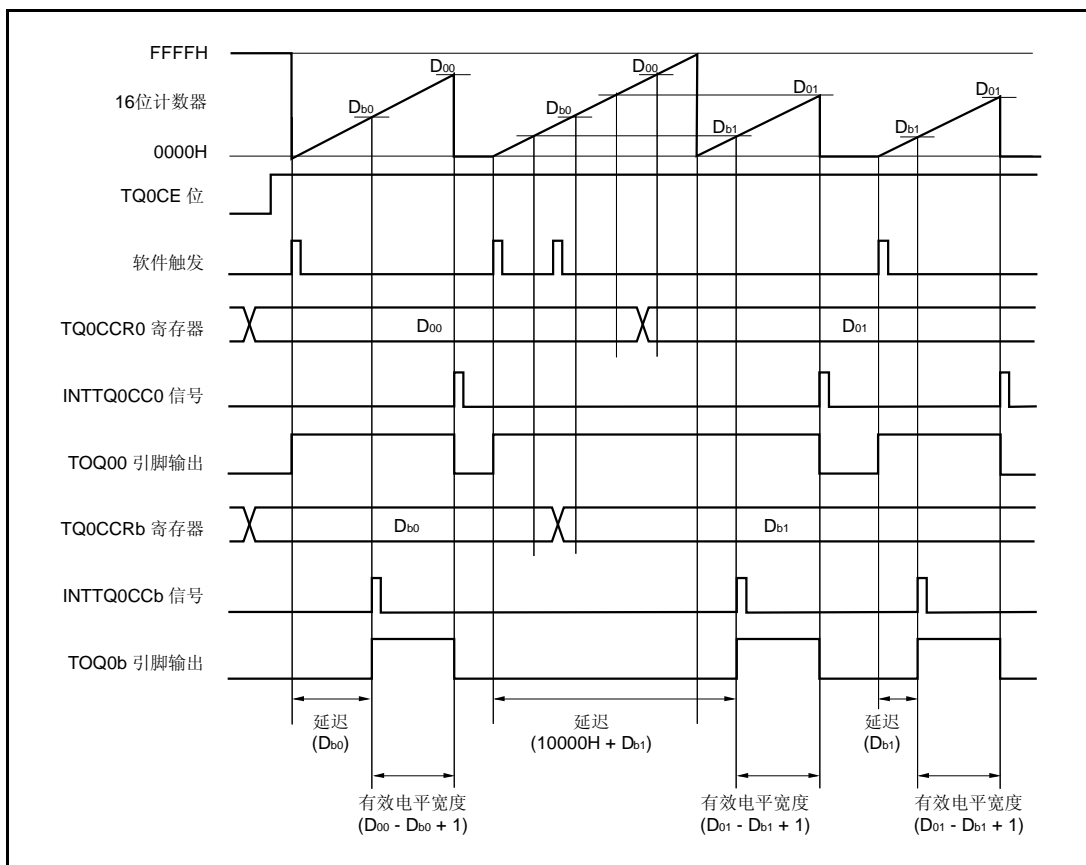 FFFFH
D00
D00
16位计数器
D01
D01
Db0
Db0
Db1
Db1
0000H
TQ0CE 位
软件触发
TQ0CCR0 寄存器
D00
D01
INTTQ0CC0 信号
TOQ00 引脚输出
TQ0CCRb 寄存器
Db0
Db1
INTTQ0CCb 信号
TOQ0b 引脚输出
延迟
(Db0)
延迟
(10000H + Db1)
延迟
(Db1)
有效电平宽度
(D00 - Db0 + 1)
有效电平宽度
(D01 - Db1 + 1)
有效电平宽度
(D01 - Db1 + 1)